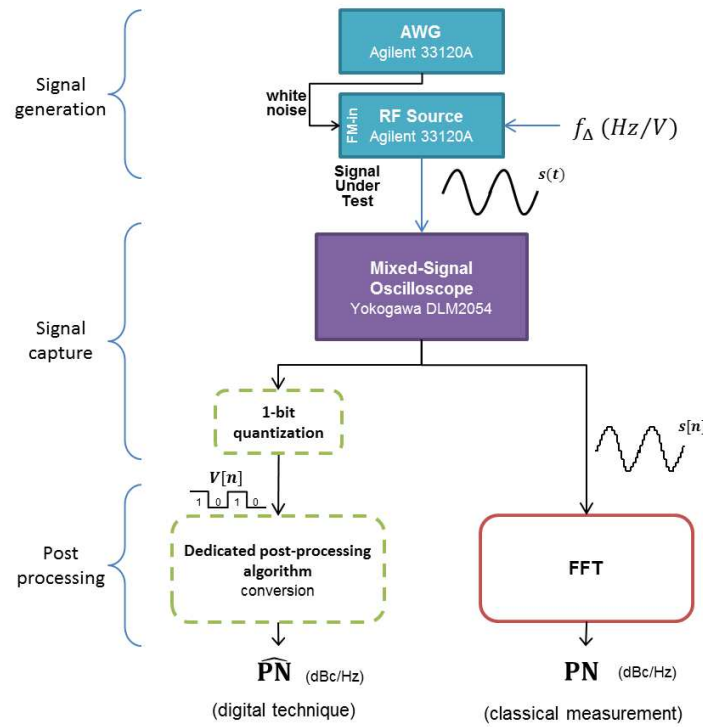 Signal
generation
AWG
Agilent 33120A
white
noise
FM-In
RF Source
Agilent 33120A
f_Δ (Hz/V)
Signal
Under
Test
s(t)
Signal
capture
Mixed-Signal
Oscilloscope
Yokogawa DLM2054
1-bit
quantization
s[n]
V[n]
1 0 1 0
Post
processing
Dedicated post-processing
algorithm
conversion
FFT
P̂N̂ (dBc/Hz)
PN (dBc/Hz)
(digital technique)
(classical measurement)